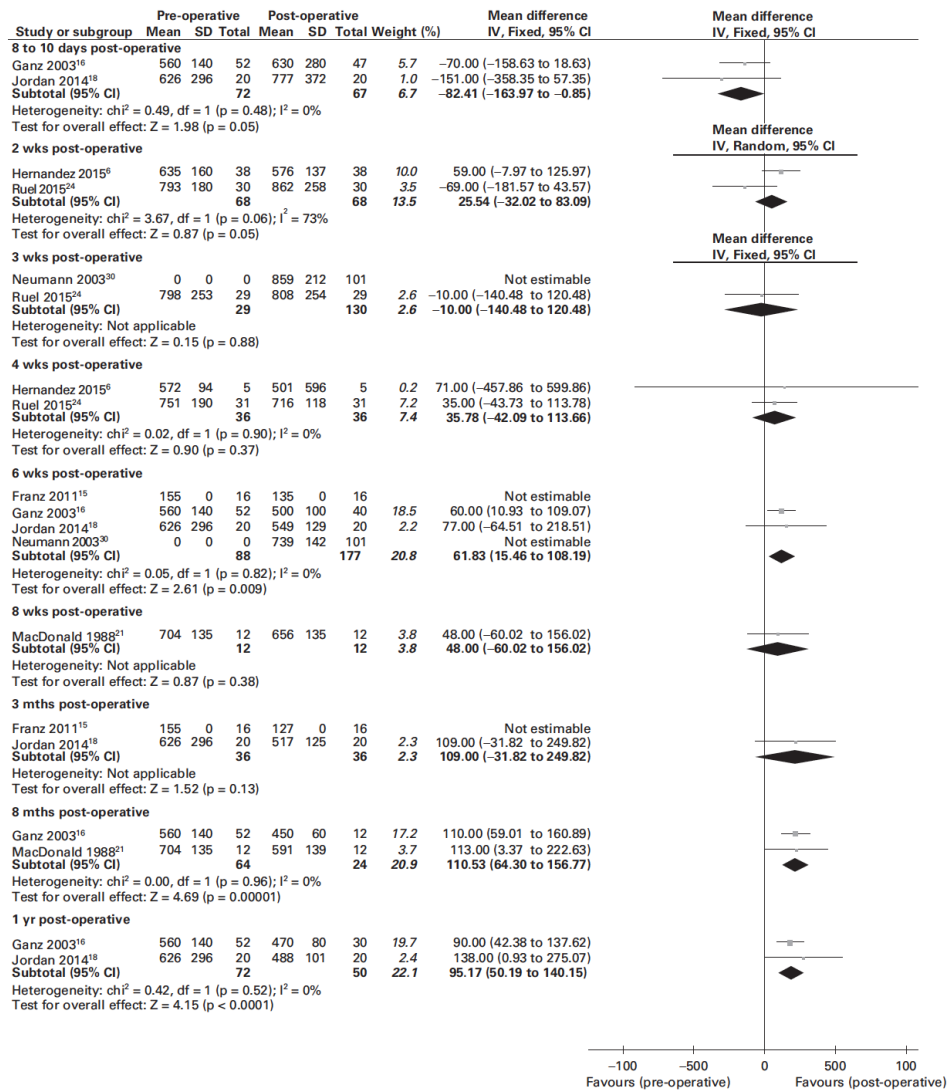 Pre-operative Post-operative Mean difference Mean difference
Study or subgroup Mean SD Total Mean SD Total Weight (%) IV, Fixed, 95% CI IV, Fixed, 95% CI
8 to 10 days post-operative
Ganz 2003¹⁶ 560 140 52 630 280 47 5.7 −70.00 (−158.63 to 18.63)
Jordan 2014¹⁸ 626 296 20 777 372 20 1.0 −151.00 (−358.35 to 57.35)
Subtotal (95% CI) 72 67 6.7 −82.41 (−163.97 to −0.85)
Heterogeneity: chi² = 0.49, df = 1 (p = 0.48); I² = 0%
Test for overall effect: Z = 1.98 (p = 0.05)
Mean difference
2 wks post-operative IV, Random, 95% CI
Hernandez 2015⁶ 635 160 38 576 137 38 10.0 59.00 (−7.97 to 125.97)
Ruel 2015²⁴ 793 180 30 862 258 30 3.5 −69.00 (−181.57 to 43.57)
Subtotal (95% CI) 68 68 13.5 25.54 (−32.02 to 83.09)
Heterogeneity: chi² = 3.67, df = 1 (p = 0.06); I² = 73%
Test for overall effect: Z = 0.87 (p = 0.05)
Mean difference
3 wks post-operative IV, Fixed, 95% CI
Neumann 2003³⁰ 0 0 0 859 212 101 Not estimable
Ruel 2015²⁴ 798 253 29 808 254 29 2.6 −10.00 (−140.48 to 120.48)
Subtotal (95% CI) 29 130 2.6 −10.00 (−140.48 to 120.48)
Heterogeneity: Not applicable
Test for overall effect: Z = 0.15 (p = 0.88)
4 wks post-operative
Hernandez 2015⁶ 572 94 5 501 596 5 0.2 71.00 (−457.86 to 599.86)
Ruel 2015²⁴ 751 190 31 716 118 31 7.2 35.00 (−43.73 to 113.78)
Subtotal (95% CI) 36 36 7.4 35.78 (−42.09 to 113.66)
Heterogeneity: chi² = 0.02, df = 1 (p = 0.90); I² = 0%
Test for overall effect: Z = 0.90 (p = 0.37)
6 wks post-operative
Franz 2011¹⁵ 155 0 16 135 0 16 Not estimable
Ganz 2003¹⁶ 560 140 52 500 100 40 18.5 60.00 (10.93 to 109.07)
Jordan 2014¹⁸ 626 296 20 549 129 20 2.2 77.00 (−64.51 to 218.51)
Neumann 2003³⁰ 0 0 0 739 142 101 Not estimable
Subtotal (95% CI) 88 177 20.8 61.83 (15.46 to 108.19)
Heterogeneity: chi² = 0.05, df = 1 (p = 0.82); I² = 0%
Test for overall effect: Z = 2.61 (p = 0.009)
8 wks post-operative
MacDonald 1988²¹ 704 135 12 656 135 12 3.8 48.00 (−60.02 to 156.02)
Subtotal (95% CI) 12 12 3.8 48.00 (−60.02 to 156.02)
Heterogeneity: Not applicable
Test for overall effect: Z = 0.87 (p = 0.38)
3 mths post-operative
Franz 2011¹⁵ 155 0 16 127 0 16 Not estimable
Jordan 2014¹⁸ 626 296 20 517 125 20 2.3 109.00 (−31.82 to 249.82)
Subtotal (95% CI) 36 36 2.3 109.00 (−31.82 to 249.82)
Heterogeneity: Not applicable
Test for overall effect: Z = 1.52 (p = 0.13)
8 mths post-operative
Ganz 2003¹⁶ 560 140 52 450 60 12 17.2 110.00 (59.01 to 160.89)
MacDonald 1988²¹ 704 135 12 591 139 12 3.7 113.00 (3.37 to 222.63)
Subtotal (95% CI) 64 24 20.9 110.53 (64.30 to 156.77)
Heterogeneity: chi² = 0.00, df = 1 (p = 0.96); I² = 0%
Test for overall effect: Z = 4.69 (p = 0.00001)
1 yr post-operative
Ganz 2003¹⁶ 560 140 52 470 80 30 19.7 90.00 (42.38 to 137.62)
Jordan 2014¹⁸ 626 296 20 488 101 20 2.4 138.00 (0.93 to 275.07)
Subtotal (95% CI) 72 50 22.1 95.17 (50.19 to 140.15)
Heterogeneity: chi² = 0.42, df = 1 (p = 0.52); I² = 0%
Test for overall effect: Z = 4.15 (p < 0.0001)
−100 −500 0 500 100
Favours (pre-operative) Favours (post-operative)